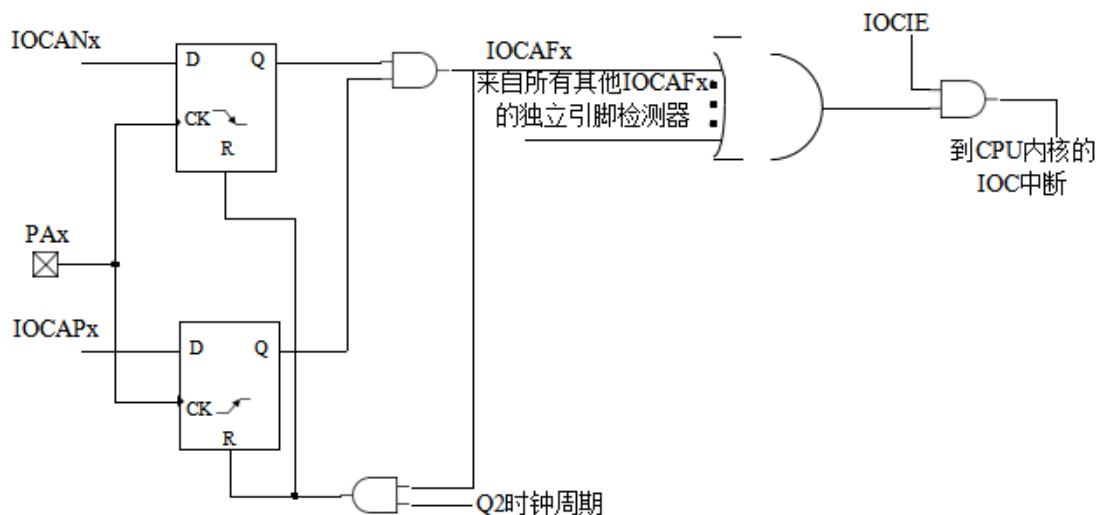 IOCANx
D
Q
CK
R
IOCAFx
来自所有其他IOCAFx
的独立引脚检测器
IOCIE
到CPU内核的
IOC中断
PAx
IOCAPx
D
Q
CK
R
Q2时钟周期